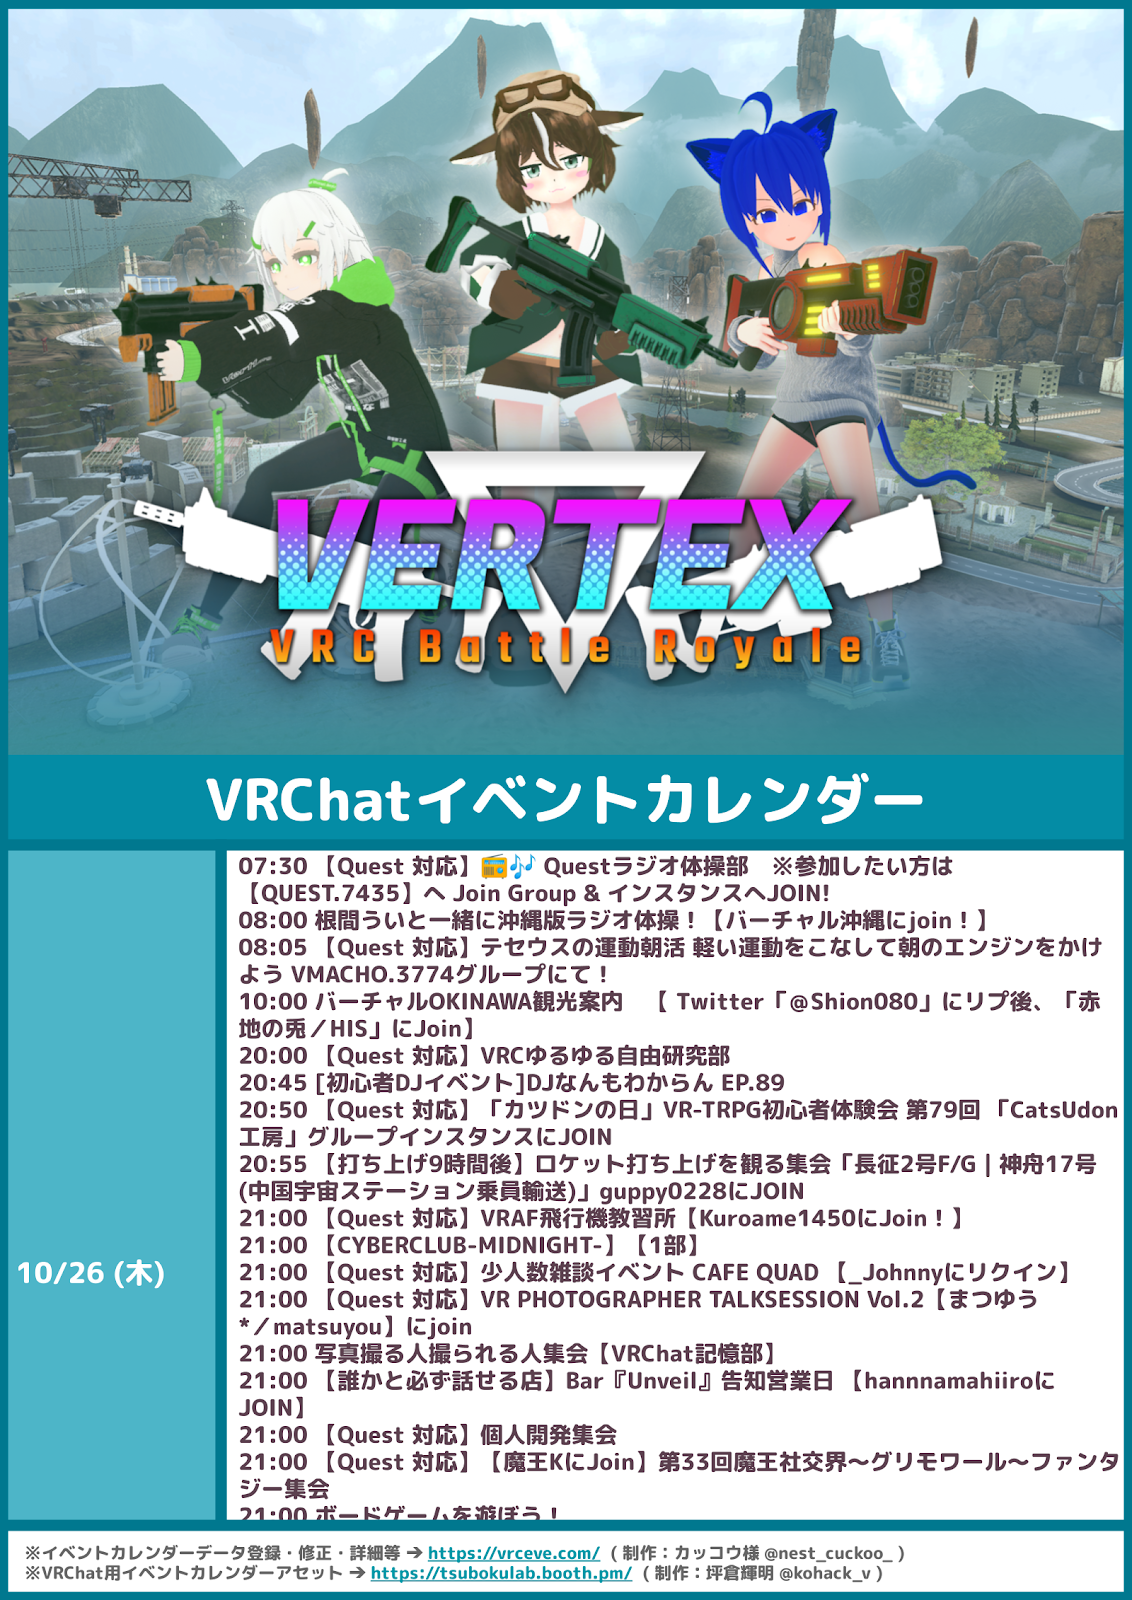 VERTEX
VRC Battle Royale
VRChatイベントカレンダー
10/26 (木)
07:30 【Quest 対応】📻🎶 Questラジオ体操部　※参加したい方は
【QUEST.7435】へ Join Group & インスタンスへJOIN!
08:00 根間ういと一緒に沖縄版ラジオ体操！【バーチャル沖縄にjoin！】
08:05 【Quest 対応】テセウスの運動朝活 軽い運動をこなして朝のエンジンをかけ
よう VMACHO.3774グループにて！
10:00 バーチャルOKINAWA観光案内　【 Twitter「@Shion080」にリプ後、「赤
地の兎／HIS」にJoin】
20:00 【Quest 対応】VRCゆるゆる自由研究部
20:45 [初心者DJイベント]DJなんもわからん EP.89
20:50 【Quest 対応】「カツドンの日」VR-TRPG初心者体験会 第79回 「CatsUdon
工房」グループインスタンスにJOIN
20:55 【打ち上げ9時間後】ロケット打ち上げを観る集会「長征2号F/G | 神舟17号
(中国宇宙ステーション乗員輸送)」guppy0228にJOIN
21:00 【Quest 対応】VRAF飛行機教習所【Kuroame1450にJoin！】
21:00 【CYBERCLUB-MIDNIGHT-】【1部】
21:00 【Quest 対応】少人数雑談イベント CAFE QUAD 【_Johnnyにリクイン】
21:00 【Quest 対応】VR PHOTOGRAPHER TALKSESSION Vol.2【まつゆう
*／matsuyou】にjoin
21:00 写真撮る人撮られる人集会【VRChat記憶部】
21:00 【誰かと必ず話せる店】Bar『Unveil』告知営業日 【hannnamahiiroに
JOIN】
21:00 【Quest 対応】個人開発集会
21:00 【Quest 対応】【魔王KにJoin】第33回魔王社交界～グリモワール～ファンタ
ジー集会
21:00 ボードゲームを遊ぼう！
※イベントカレンダーデータ登録・修正・詳細等 ➔ https://vrceve.com/ ( 制作：カッコウ様 @nest_cuckoo_ )
※VRChat用イベントカレンダーアセット ➔ https://tsubokulab.booth.pm/ ( 制作：坪倉輝明 @kohack_v )